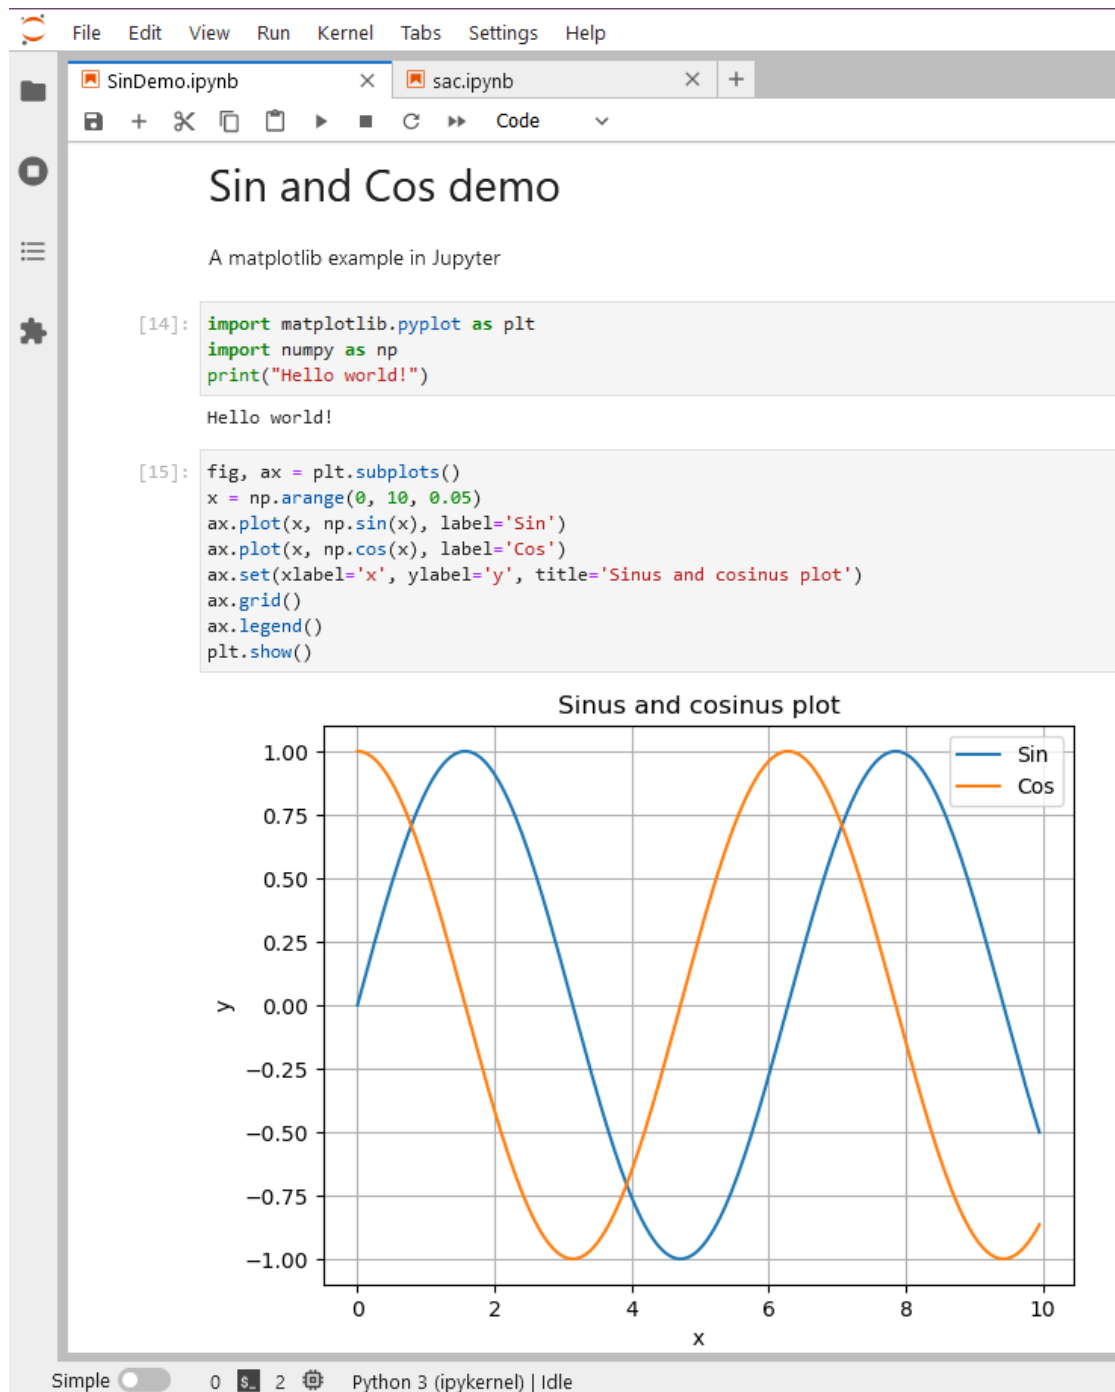 File Edit View Run Kernel Tabs Settings Help
SinDemo.ipynb sac.ipynb
Code
Sin and Cos demo
A matplotlib example in Jupyter
[14]: import matplotlib.pyplot as plt
import numpy as np
print("Hello world!")
Hello world!
[15]: fig, ax = plt.subplots()
x = np.arange(0, 10, 0.05)
ax.plot(x, np.sin(x), label='Sin')
ax.plot(x, np.cos(x), label='Cos')
ax.set(xlabel='x', ylabel='y', title='Sinus and cosinus plot')
ax.grid()
ax.legend()
plt.show()
Sinus and cosinus plot
1.00
0.75
0.50
0.25
0.00
−0.25
−0.50
−0.75
−1.00
y
Sin
Cos
0 2 4 6 8 10
x
Simple 0 $_ 2 Python 3 (ipykernel) | Idle